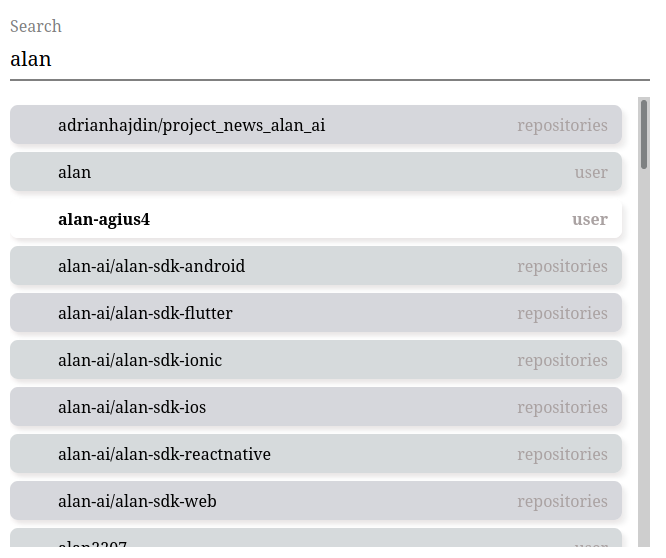 Search
alan
adrianhajdin/project_news_alan_ai repositories
alan user
alan-agius4 user
alan-ai/alan-sdk-android repositories
alan-ai/alan-sdk-flutter repositories
alan-ai/alan-sdk-ionic repositories
alan-ai/alan-sdk-ios repositories
alan-ai/alan-sdk-reactnative repositories
alan-ai/alan-sdk-web repositories
user